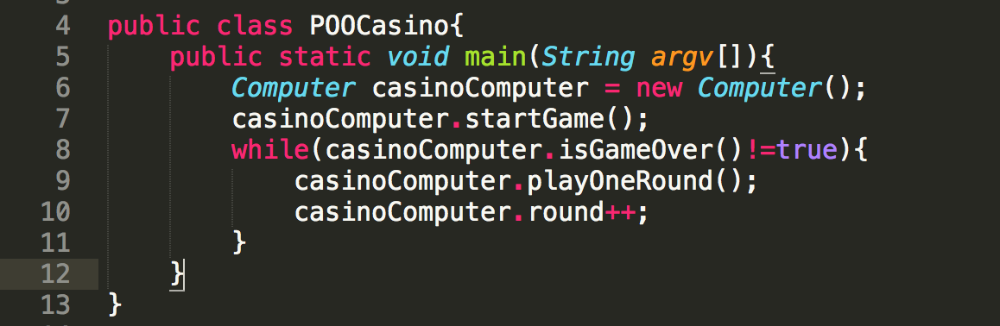 4 public class POOCasino{
5 public static void main(String argv[]){
6 Computer casinoComputer = new Computer();
7 casinoComputer.startGame();
8 while(casinoComputer.isGameOver()!=true){
9 casinoComputer.playOneRound();
10 casinoComputer.round++;
11 }
12 }
13 }